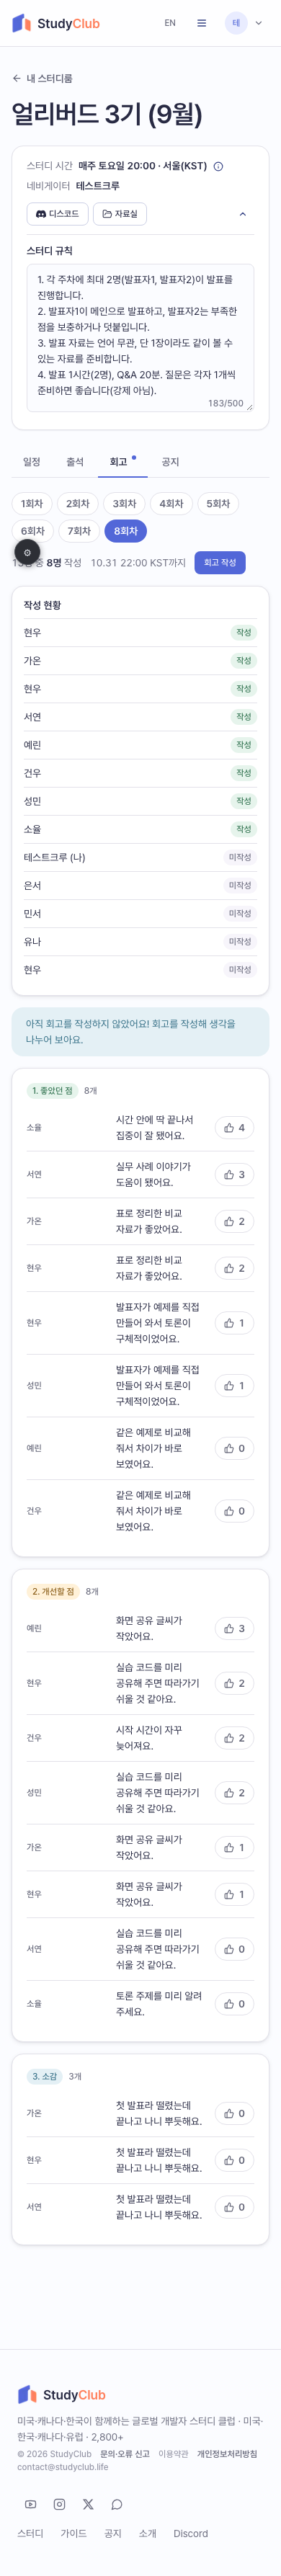 StudyClub
EN
테
내 스터디룸
얼리버드 3기 (9월)
스터디 시간 매주 토요일 20:00 · 서울(KST)
네비게이터 테스트크루
디스코드 자료실
스터디 규칙
1. 각 주차에 최대 2명(발표자1, 발표자2)이 발표를
진행합니다.
2. 발표자1이 메인으로 발표하고, 발표자2는 부족한
점을 보충하거나 덧붙입니다.
3. 발표 자료는 언어 무관, 단 1장이라도 같이 볼 수
있는 자료를 준비합니다.
4. 발표 1시간(2명), Q&A 20분. 질문은 각자 1개씩
준비하면 좋습니다(강제 아님).
183/500
일정 출석 회고 공지
1회차 2회차 3회차 4회차 5회차
6회차 7회차 8회차
중 8명 작성 10.31 22:00 KST까지 회고 작성
작성 현황
현우 작성
가온 작성
현우 작성
서연 작성
예린 작성
건우 작성
성민 작성
소율 작성
테스트크루 (나) 미작성
은서 미작성
민서 미작성
유나 미작성
현우 미작성
아직 회고를 작성하지 않았어요! 회고를 작성해 생각을
나누어 보아요.
1. 좋았던 점 8개
소율 시간 안에 딱 끝나서
집중이 잘 됐어요. 4
서연 실무 사례 이야기가
도움이 됐어요. 3
가온 표로 정리한 비교
자료가 좋았어요. 2
현우 표로 정리한 비교
자료가 좋았어요. 2
현우 발표자가 예제를 직접
만들어 와서 토론이
구체적이었어요. 1
성민 발표자가 예제를 직접
만들어 와서 토론이
구체적이었어요. 1
예린 같은 예제로 비교해
줘서 차이가 바로
보였어요. 0
건우 같은 예제로 비교해
줘서 차이가 바로
보였어요. 0
2. 개선할 점 8개
예린 화면 공유 글씨가
작았어요. 3
현우 실습 코드를 미리
공유해 주면 따라가기
쉬울 것 같아요. 2
건우 시작 시간이 자꾸
늦어져요. 2
성민 실습 코드를 미리
공유해 주면 따라가기
쉬울 것 같아요. 2
가온 화면 공유 글씨가
작았어요. 1
현우 화면 공유 글씨가
작았어요. 1
서연 실습 코드를 미리
공유해 주면 따라가기
쉬울 것 같아요. 0
소율 토론 주제를 미리 알려
주세요. 0
3. 소감 3개
가온 첫 발표라 떨렸는데
끝나고 나니 뿌듯해요. 0
현우 첫 발표라 떨렸는데
끝나고 나니 뿌듯해요. 0
서연 첫 발표라 떨렸는데
끝나고 나니 뿌듯해요. 0
StudyClub
미국·캐나다·한국이 함께하는 글로벌 개발자 스터디 클럽 · 미국·
한국·캐나다·유럽 · 2,800+
© 2026 StudyClub 문의·오류 신고 이용약관 개인정보처리방침
contact@studyclub.life
스터디 가이드 공지 소개 Discord